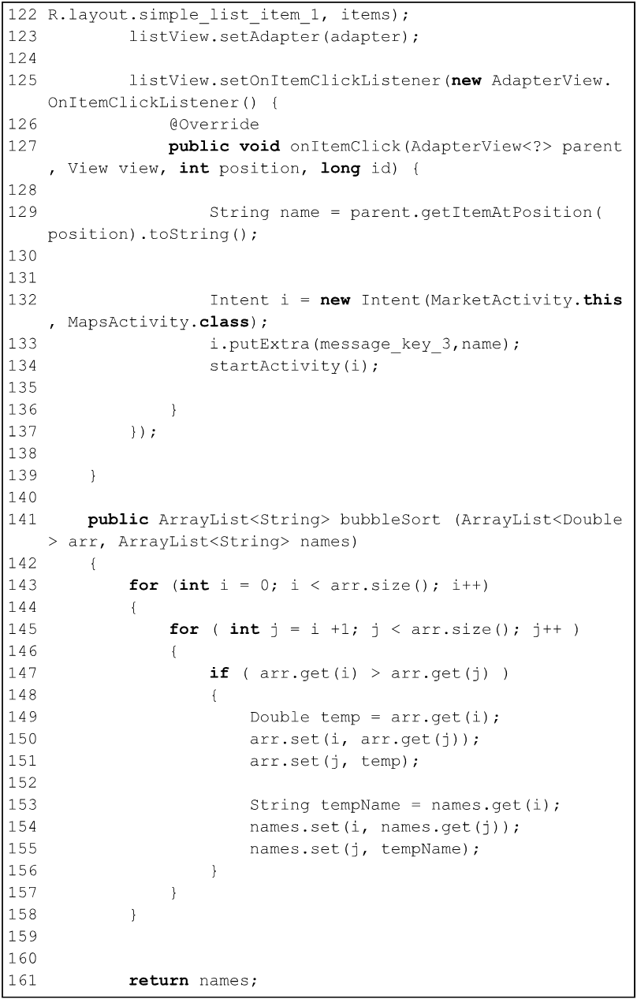 122 R.layout.simple_list_item_1, items);
123         listView.setAdapter(adapter);
124
125         listView.setOnItemClickListener(new AdapterView.
    OnItemClickListener() {
126             @Override
127             public void onItemClick(AdapterView<?> parent
    , View view, int position, long id) {
128
129                 String name = parent.getItemAtPosition(
    position).toString();
130
131
132                 Intent i = new Intent(MarketActivity.this
    , MapsActivity.class);
133                 i.putExtra(message_key_3,name);
134                 startActivity(i);
135
136             }
137         });
138
139     }
140
141     public ArrayList<String> bubbleSort (ArrayList<Double
    > arr, ArrayList<String> names)
142     {
143         for (int i = 0; i < arr.size(); i++)
144         {
145             for ( int j = i +1; j < arr.size(); j++ )
146             {
147                 if ( arr.get(i) > arr.get(j) )
148                 {
149                     Double temp = arr.get(i);
150                     arr.set(i, arr.get(j));
151                     arr.set(j, temp);
152
153                     String tempName = names.get(i);
154                     names.set(i, names.get(j));
155                     names.set(j, tempName);
156                 }
157             }
158         }
159
160
161         return names;